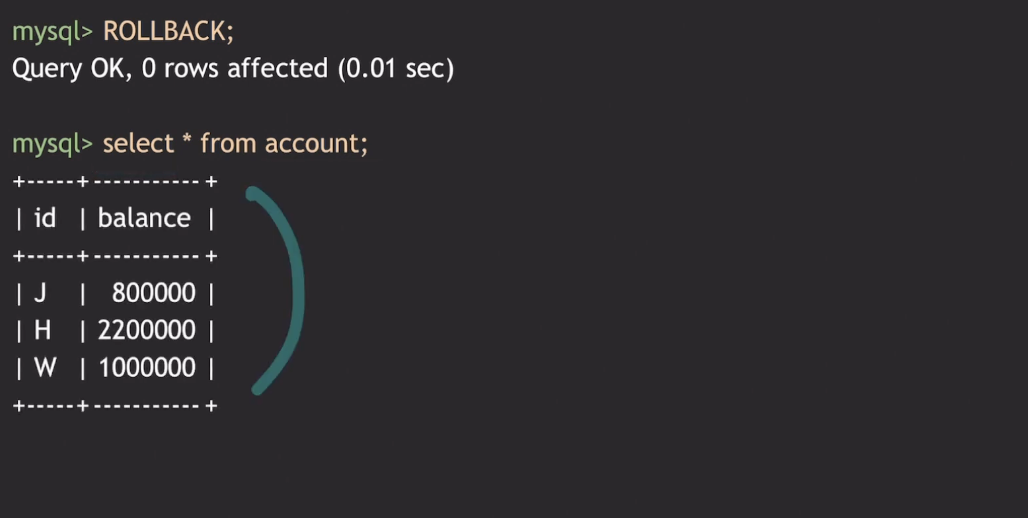 mysql> ROLLBACK;
Query OK, 0 rows affected (0.01 sec)
mysql> select * from account;
+-----+-----------+
| id | balance |
+-----+-----------+
| J | 800000 |
| H | 2200000 |
| W | 1000000 |
+-----+-----------+